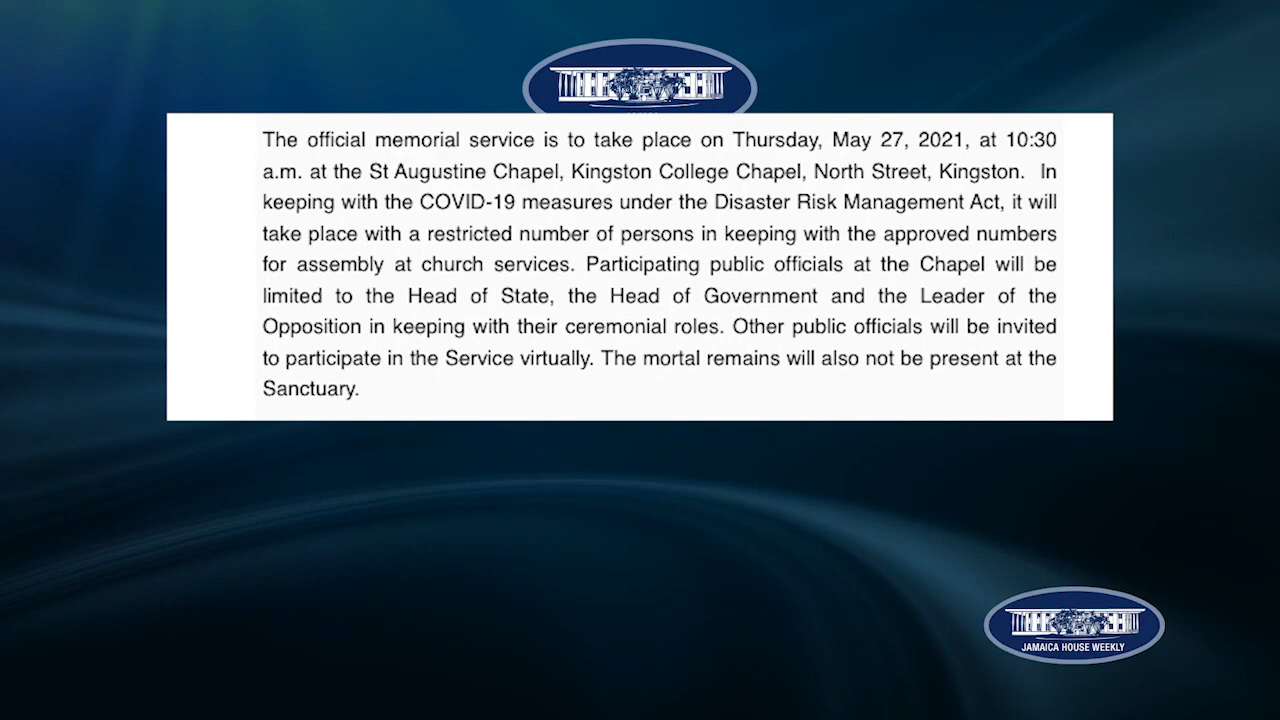 The official memorial service is to take place on Thursday, May 27, 2021, at 10:30
a.m. at the St Augustine Chapel, Kingston College Chapel, North Street, Kingston. In
keeping with the COVID-19 measures under the Disaster Risk Management Act, it will
take place with a restricted number of persons in keeping with the approved numbers
for assembly at church services. Participating public officials at the Chapel will be
limited to the Head of State, the Head of Government and the Leader of the
Opposition in keeping with their ceremonial roles. Other public officials will be invited
to participate in the Service virtually. The mortal remains will also not be present at the
Sanctuary.
JAMAICA HOUSE WEEKLY